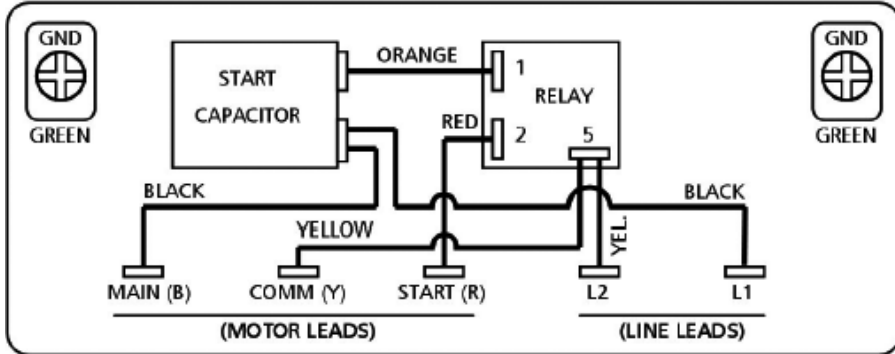 GND
GREEN
START
CAPACITOR
ORANGE
1
RELAY
RED
2
5
GND
GREEN
BLACK
BLACK
YELLOW
YEL.
MAIN (B)
COMM (Y)
START (R)
L2
L1
(MOTOR LEADS)
(LINE LEADS)